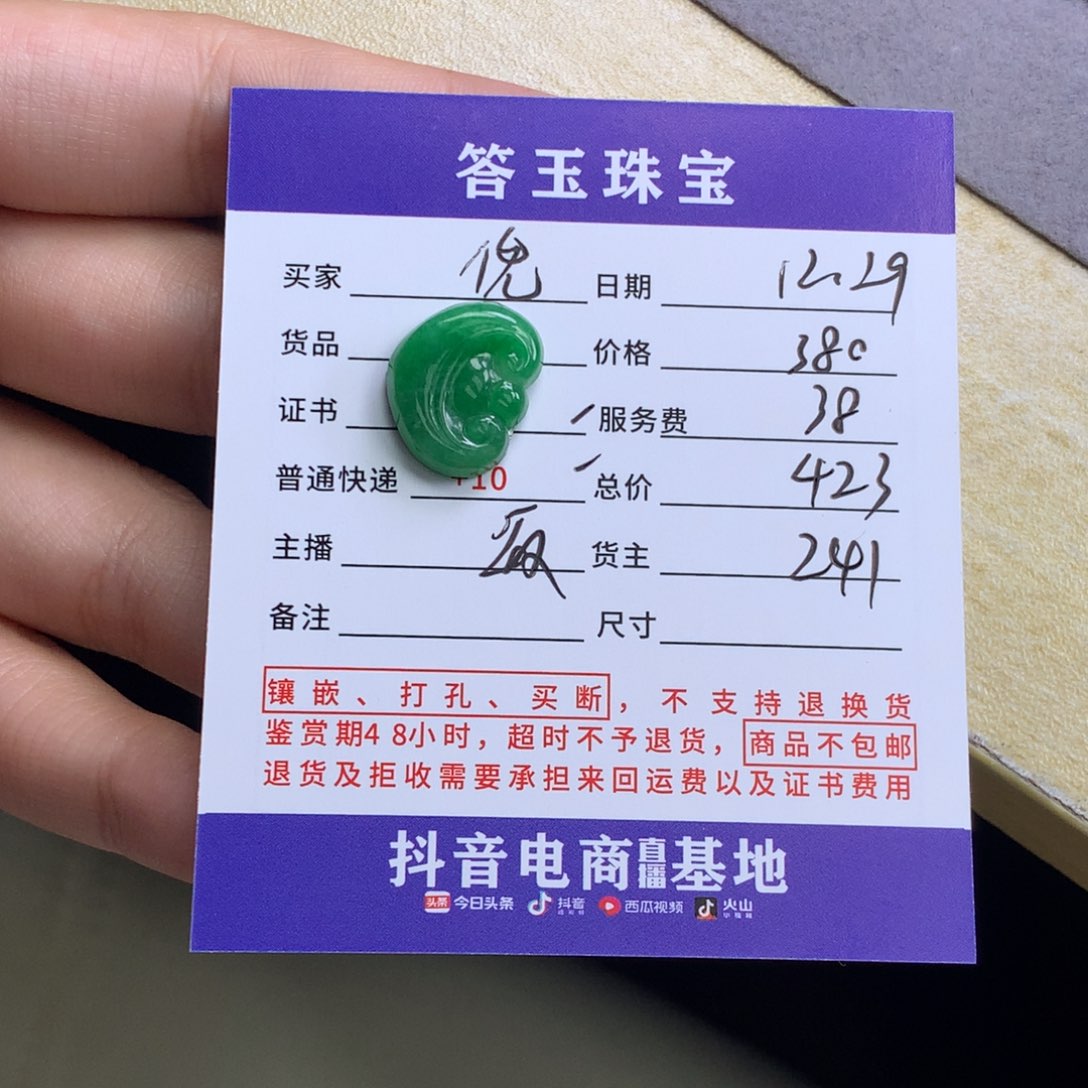 答玉珠宝
买家 倪 日期 12.29
货品 价格 380
证书 服务费 38
普通快递 +10 总价 423
主播 货主 241
备注 尺寸
镶嵌、打孔、买断，不支持退换货
鉴赏期48小时，超时不予退货，商品不包邮
退货及拒收需要承担来回运费以及证书费用
抖音电商直播基地
头条 今日头条 抖音 西瓜视频 火山